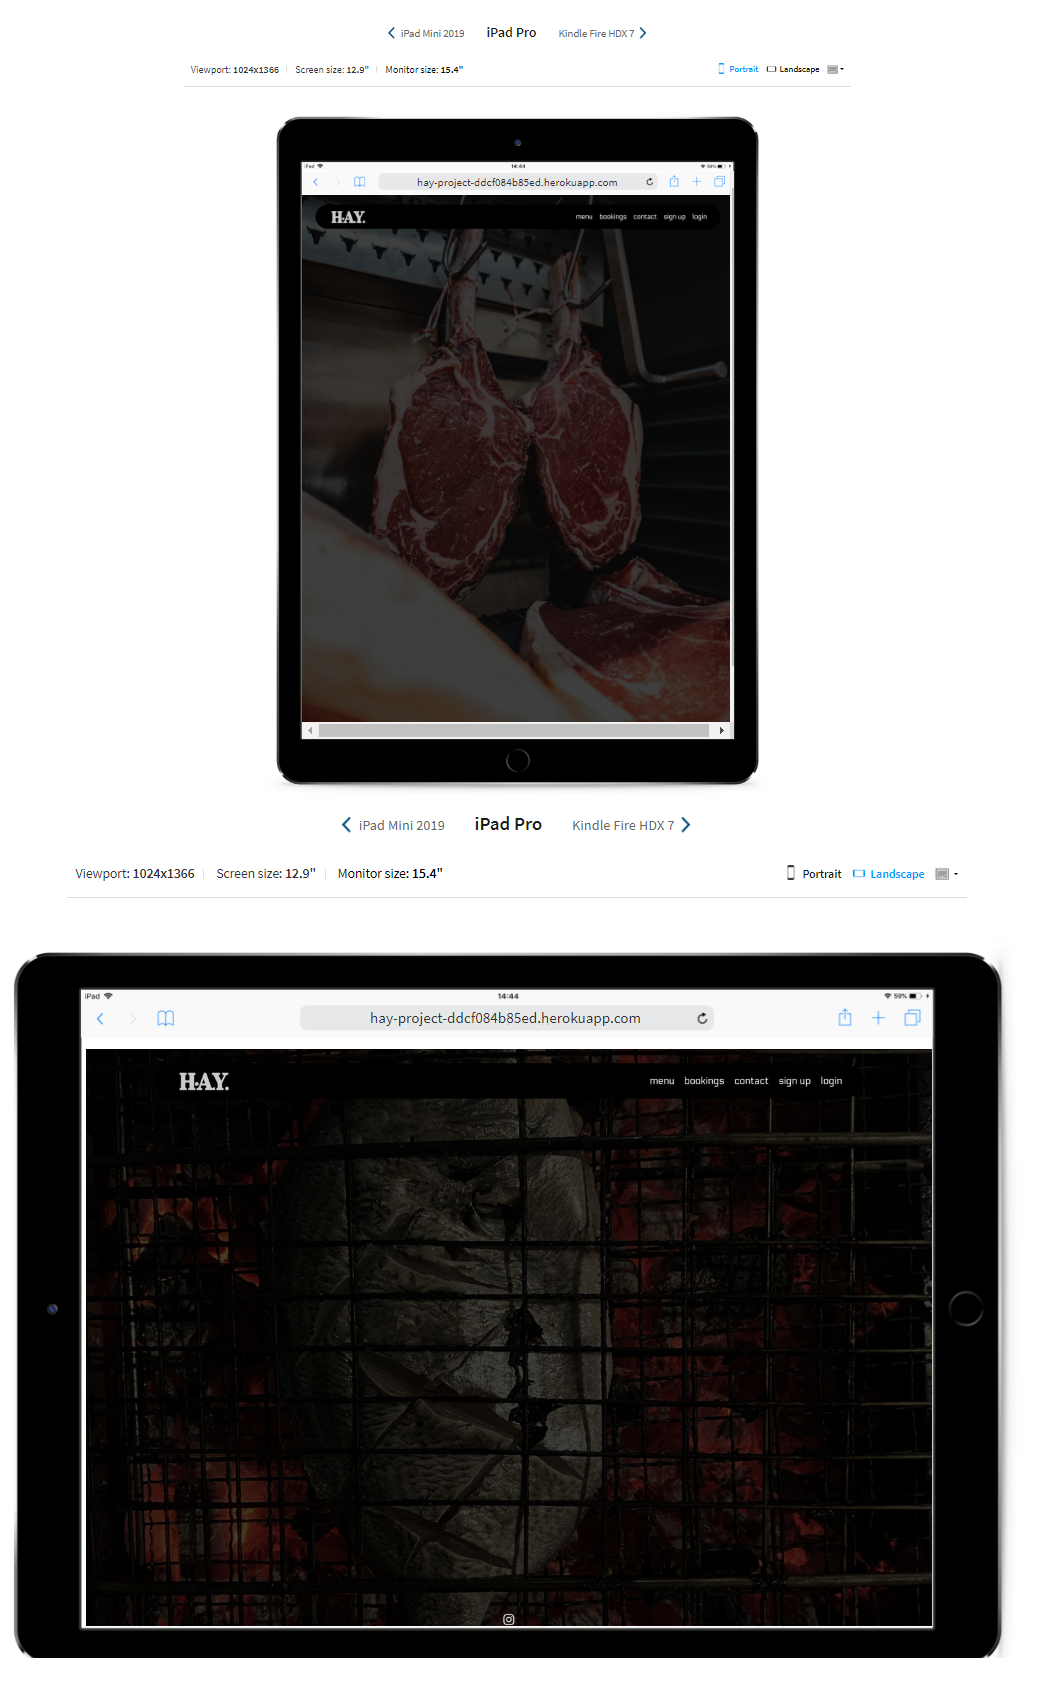 iPad Mini 2019 iPad Pro Kindle Fire HDX 7
Viewport: 1024x1366 Screen size: 12.9" Monitor size: 15.4" Portrait Landscape
iPad 14:44 59%
hay-project-ddcf084b85ed.herokuapp.com
H·A.Y. menu bookings contact sign up login
iPad Mini 2019 iPad Pro Kindle Fire HDX 7
Viewport: 1024x1366 Screen size: 12.9" Monitor size: 15.4" Portrait Landscape
iPad 14:44 59%
hay-project-ddcf084b85ed.herokuapp.com
H·A.Y. menu bookings contact sign up login